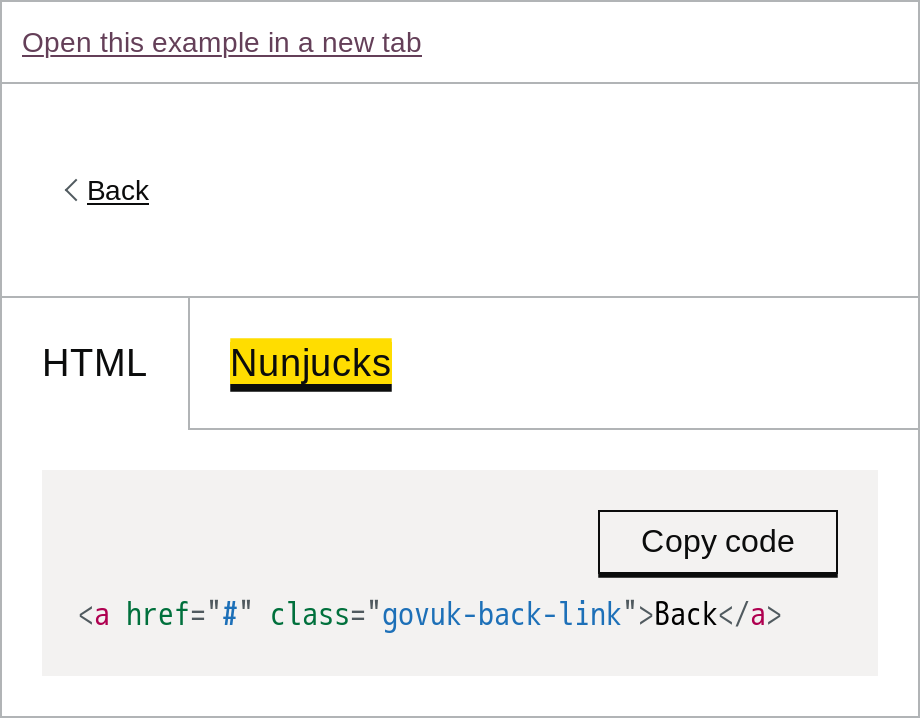 Open this example in a new tab
Back
HTML Nunjucks
Copy code
<a href="#" class="govuk-back-link">Back</a>